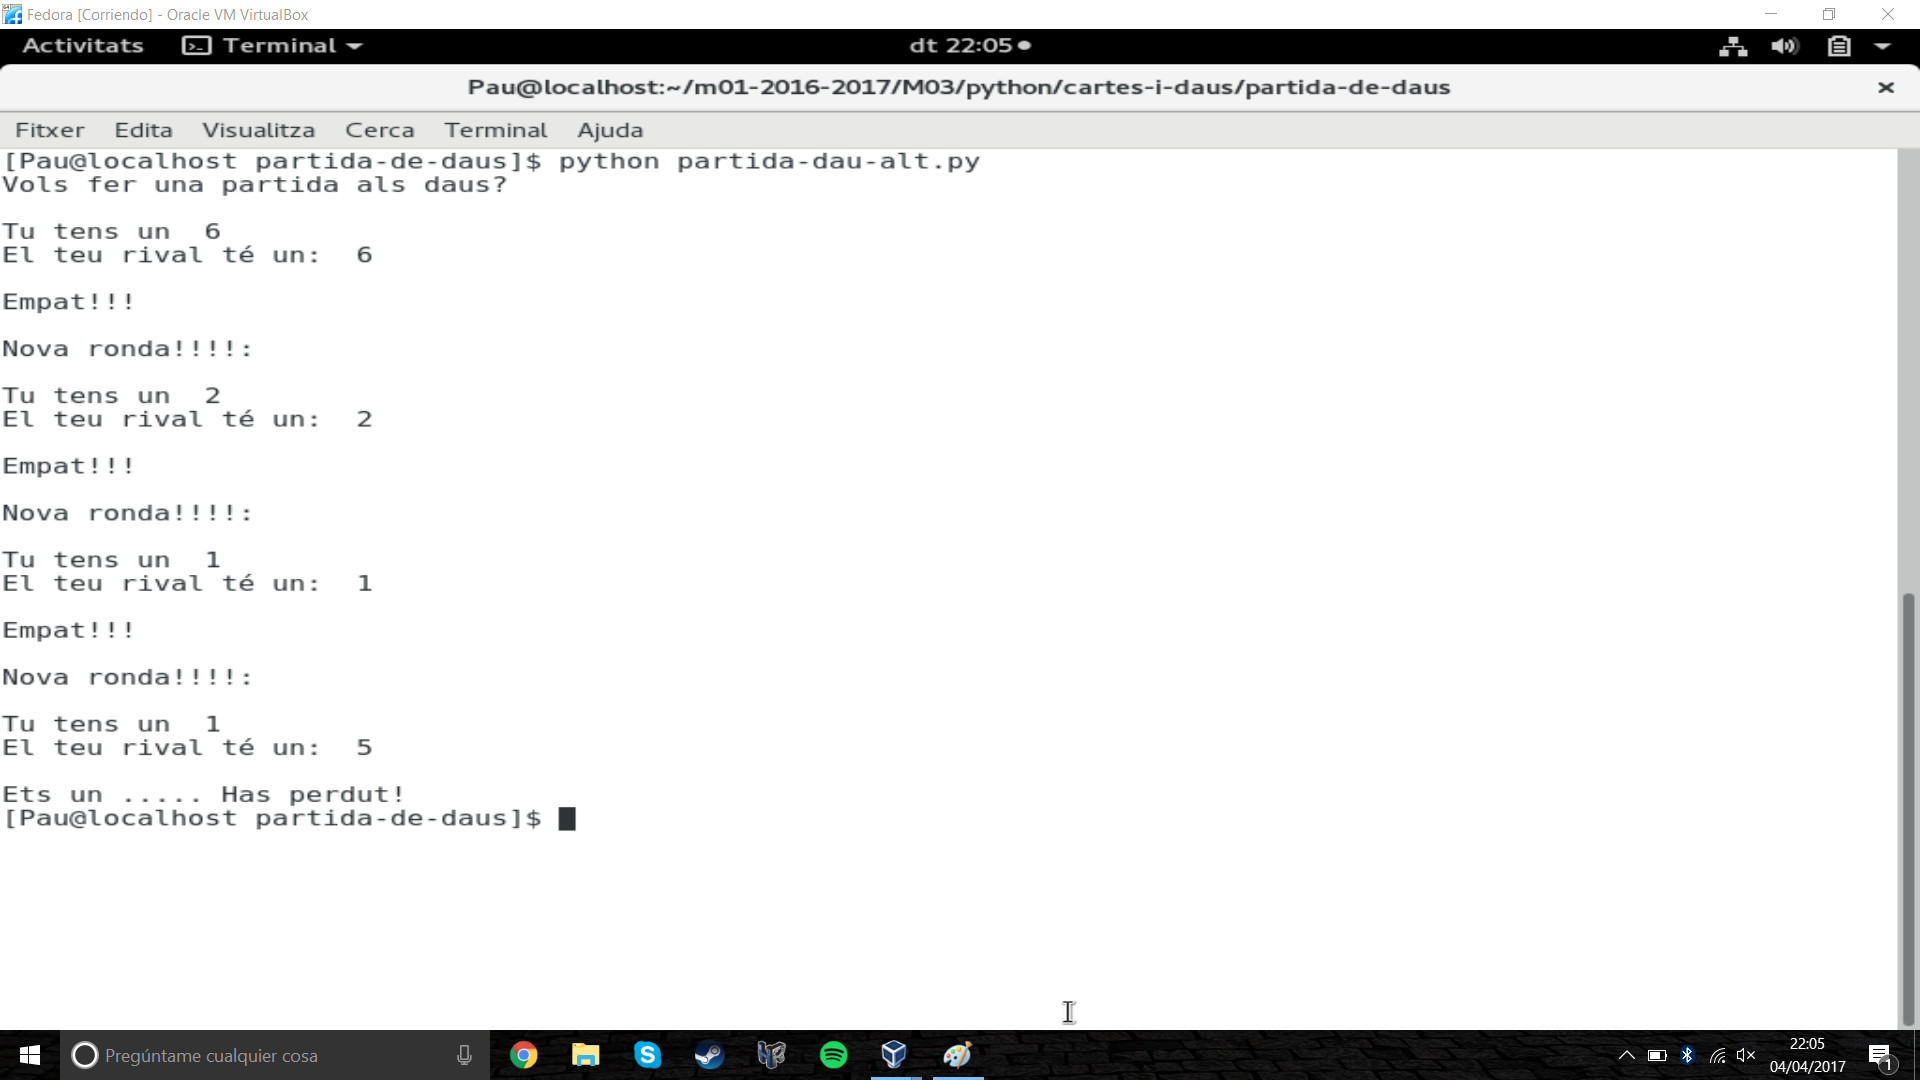 Fedora [Corriendo] - Oracle VM VirtualBox
Activitats Terminal dt 22:05
Pau@localhost:~/m01-2016-2017/M03/python/cartes-i-daus/partida-de-daus
Fitxer Edita Visualitza Cerca Terminal Ajuda
[Pau@localhost partida-de-daus]$ python partida-dau-alt.py
Vols fer una partida als daus?
Tu tens un  6
El teu rival té un:  6
Empat!!!
Nova ronda!!!!:
Tu tens un  2
El teu rival té un:  2
Empat!!!
Nova ronda!!!!:
Tu tens un  1
El teu rival té un:  1
Empat!!!
Nova ronda!!!!:
Tu tens un  1
El teu rival té un:  5
Ets un ..... Has perdut!
[Pau@localhost partida-de-daus]$
Pregúntame cualquier cosa
22:05
04/04/2017
1